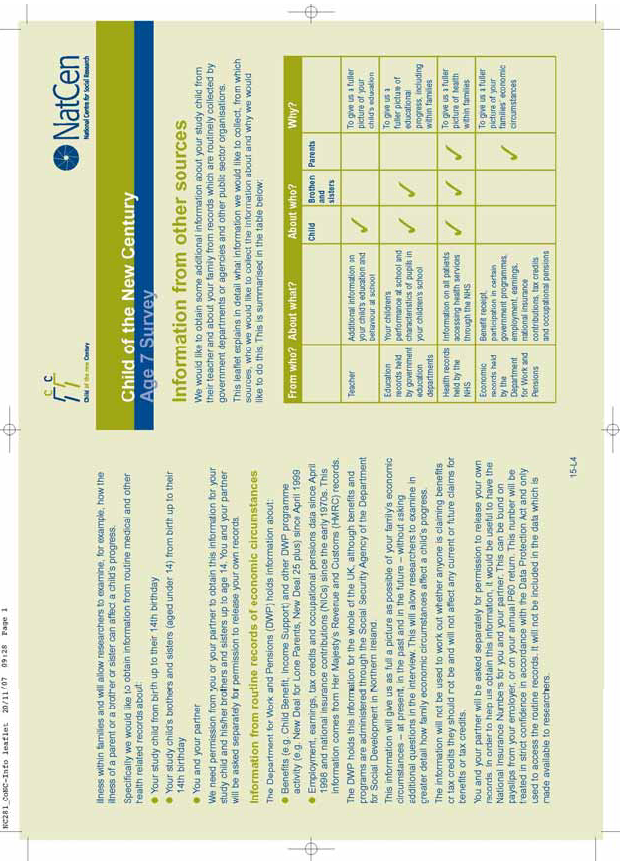 KC281_CoNC-Info leaflet 20/11/07 09:28 Page 1
illness within families and will allow researchers to examine, for example, how the
illness of a parent or a brother or sister can affect a child's progress.
Specifically we would like to obtain information from routine medical and other
health related records about:
Your study child from birth up to their 14th birthday
Your study child's brothers and sisters (aged under 14) from birth up to their
14th birthday
You and your partner
We need permission from you or your partner to obtain this information for your
study child and his/her brothers and sisters up to age 14. You and your partner
will be asked separately for permission to release your own records
Information from routine records of economic circumstances
The Department for Work and Pensions (DWP) holds information about:
Benefits (e.g. Child Benefit, Income Support) and other DWP programme
activity (e.g. New Deal for Lone Parents, New Deal 25 plus) since April 1999
Employment, earnings, tax credits and occupational pensions data since April
1998 and national insurance contributions (NICs) since the early 1970s. This
information comes from Her Majesty's Revenue and Customs (HMRC) records.
The DWP holds this information for the whole of the UK, although benefits and
programs are administered through the Social Security Agency of the Department
for Social Development in Northern Ireland.
This information will give us as full a picture as possible of your family's economic
circumstances – at present, in the past and in the future – without asking
additional questions in the interview. This will allow researchers to examine in
greater detail how family economic circumstances affect a child's progress.
The information will not be used to work out whether anyone is claiming benefits
or tax credits they should not be and will not affect any current or future claims for
benefits or tax credits.
You and your partner will be asked separately for permission to release your own
records. In order to help us obtain this information, it would be useful to have the
National Insurance Numbers for you and your partner. This can be found on
payslips from your employer, or on your annual P60 return. This number will be
treated in strict confidence in accordance with the Data Protection Act and only
used to access the routine records. It will not be included in the data which is
made available to researchers.
15-L4
CC
77
Child of the new Century
NatCen
National Centre for Social Research
Child of the New Century
Age 7 Survey
Information from other sources
We would like to obtain some additional information about your study child from
their teacher and about your family from records which are routinely collected by
government departments or agencies and other public sector organisations.
This leaflet explains in detail what information we would like to collect, from which
sources, who we would like to collect the information about and why we would
like to do this. This is summarised in the table below:
From who? About what? About who? Why?
Child Brothers Parents
and
sisters
Teacher Additional information on To give us a fuller
your child's education and picture of your
behaviour at school child's education
Education Your children's To give us a
records held performance at school and fuller picture of
by government characteristics of pupils in educational
education your children's school progress, including
departments within families
Health records Information on all patients To give us a fuller
held by the accessing health services picture of health
NHS through the NHS within families
Economic Benefit receipt, To give us a fuller
records held participation in certain picture of your
by the government programmes, families' economic
Department employment, earnings, circumstances
for Work and national insurance
Pensions contributions, tax credits
and occupational pensions